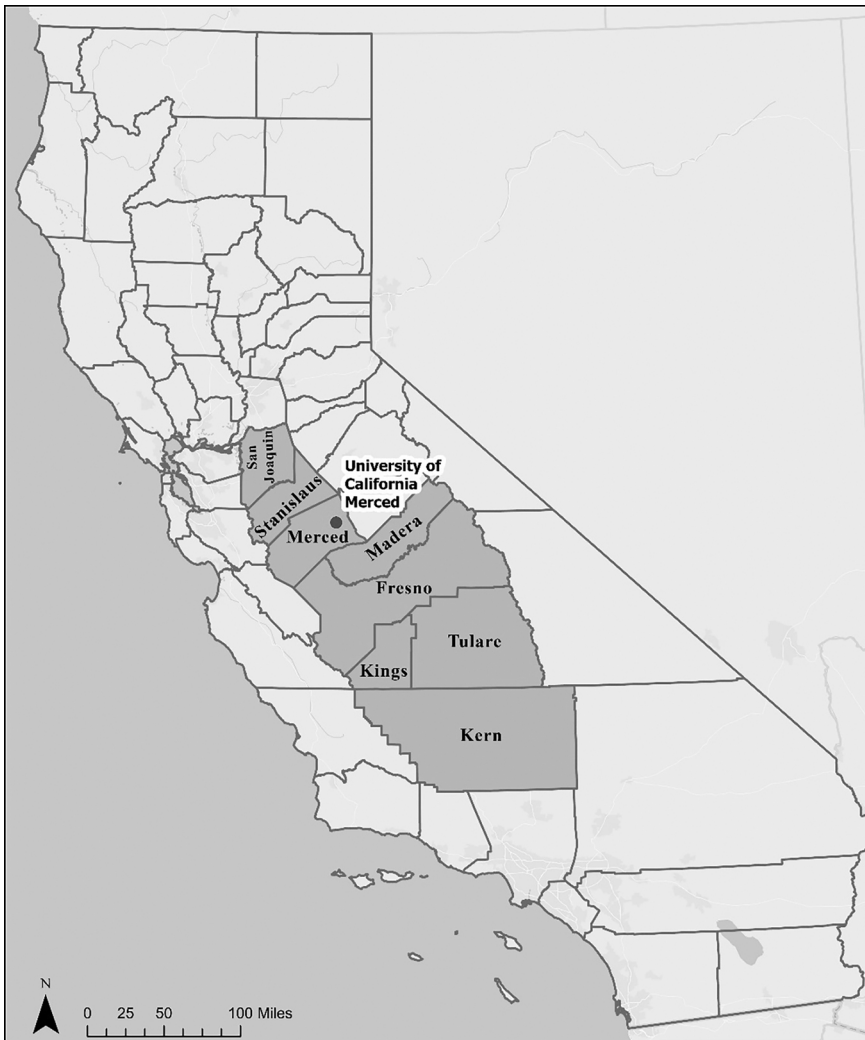 San
Joaquin
Stanislaus
University of
California
Merced
Merced
Madera
Fresno
Tulare
Kings
Kern
N
0 25 50 100 Miles